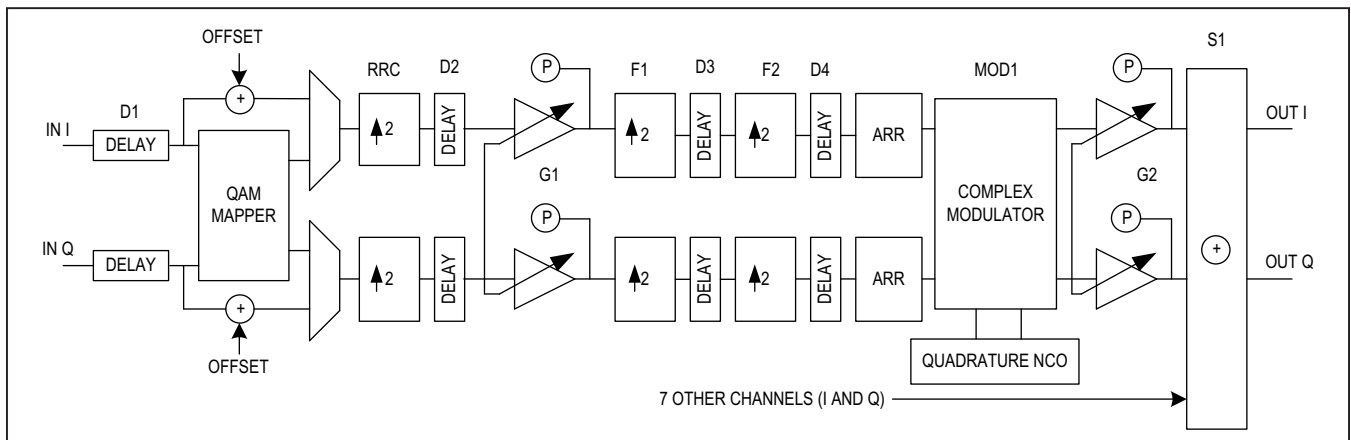 OFFSET
S1
RRC
D2
P
F1
D3
F2
D4
MOD1
P
D1
+
IN I
DELAY
2
DELAY
2
DELAY
2
DELAY
ARR
OUT I
QAM
MAPPER
G1
COMPLEX
MODULATOR
G2
P
P
IN Q
DELAY
2
DELAY
2
DELAY
2
DELAY
ARR
+
OUT Q
+
OFFSET
QUADRATURE NCO
7 OTHER CHANNELS (I AND Q)